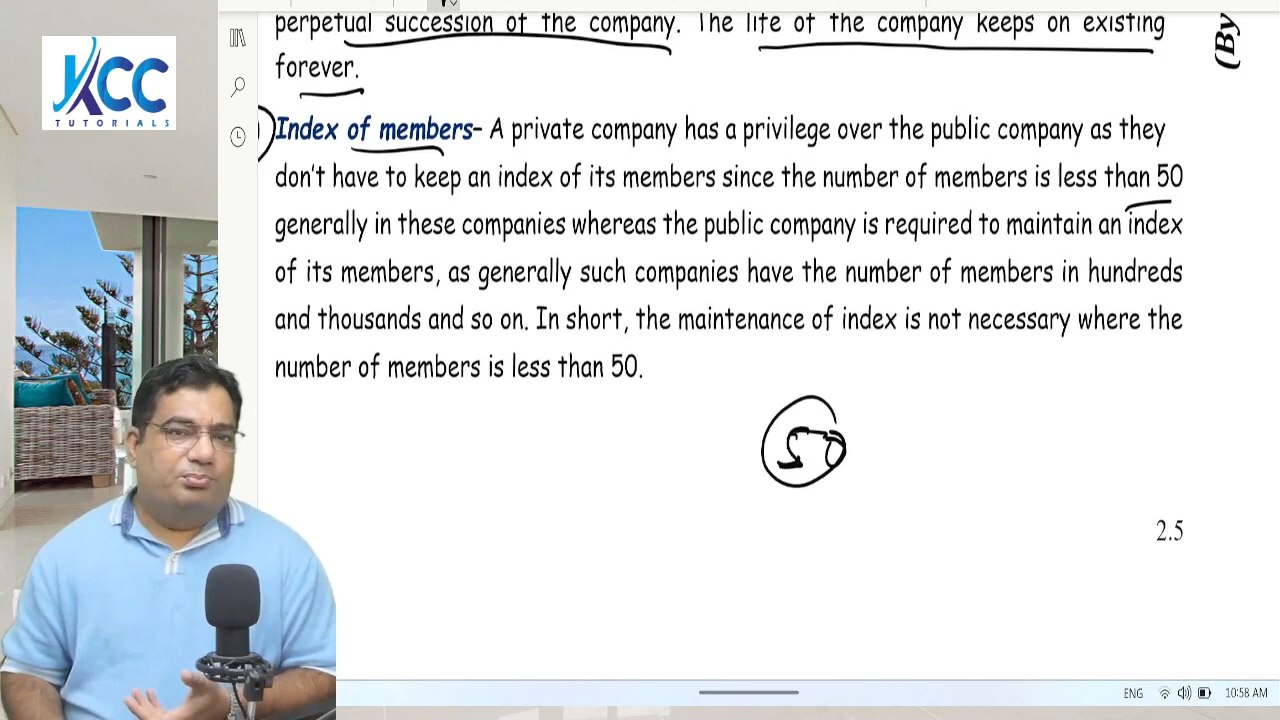 perpetual succession of the company. The life of the company keeps on existing
forever.
Index of members– A private company has a privilege over the public company as they
don't have to keep an index of its members since the number of members is less than 50
generally in these companies whereas the public company is required to maintain an index
of its members, as generally such companies have the number of members in hundreds
and thousands and so on. In short, the maintenance of index is not necessary where the
number of members is less than 50.
50
2.5
(By
KCC
TUTORIALS
ENG
10:58 AM